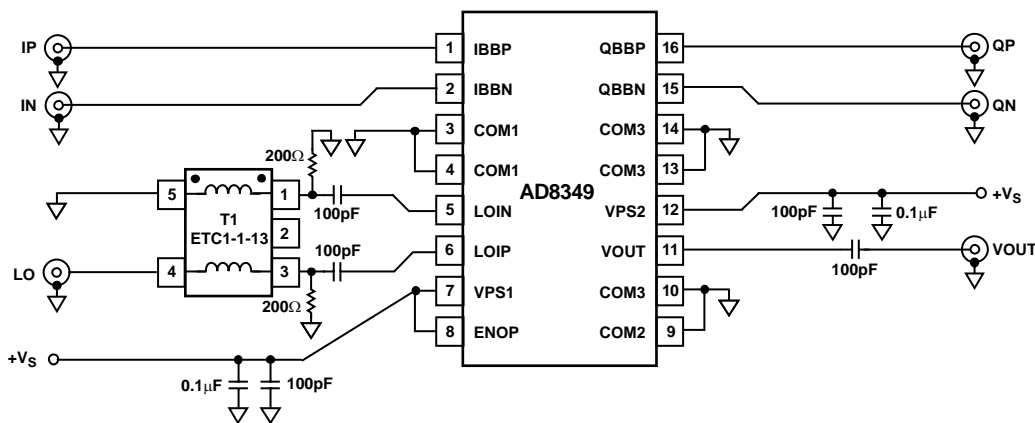 IP
1
IBBP
QBBP
16
QP
IN
2
IBBN
QBBN
15
QN
3
COM1
COM3
14
200Ω
4
COM1
COM3
13
AD8349
5
1
100pF
5
LOIN
VPS2
12
100pF
0.1μF
+VS
T1
ETC1-1-13
2
100pF
6
LOIP
VOUT
11
100pF
VOUT
LO
4
3
200Ω
7
VPS1
COM3
10
8
ENOP
COM2
9
+VS
0.1μF
100pF